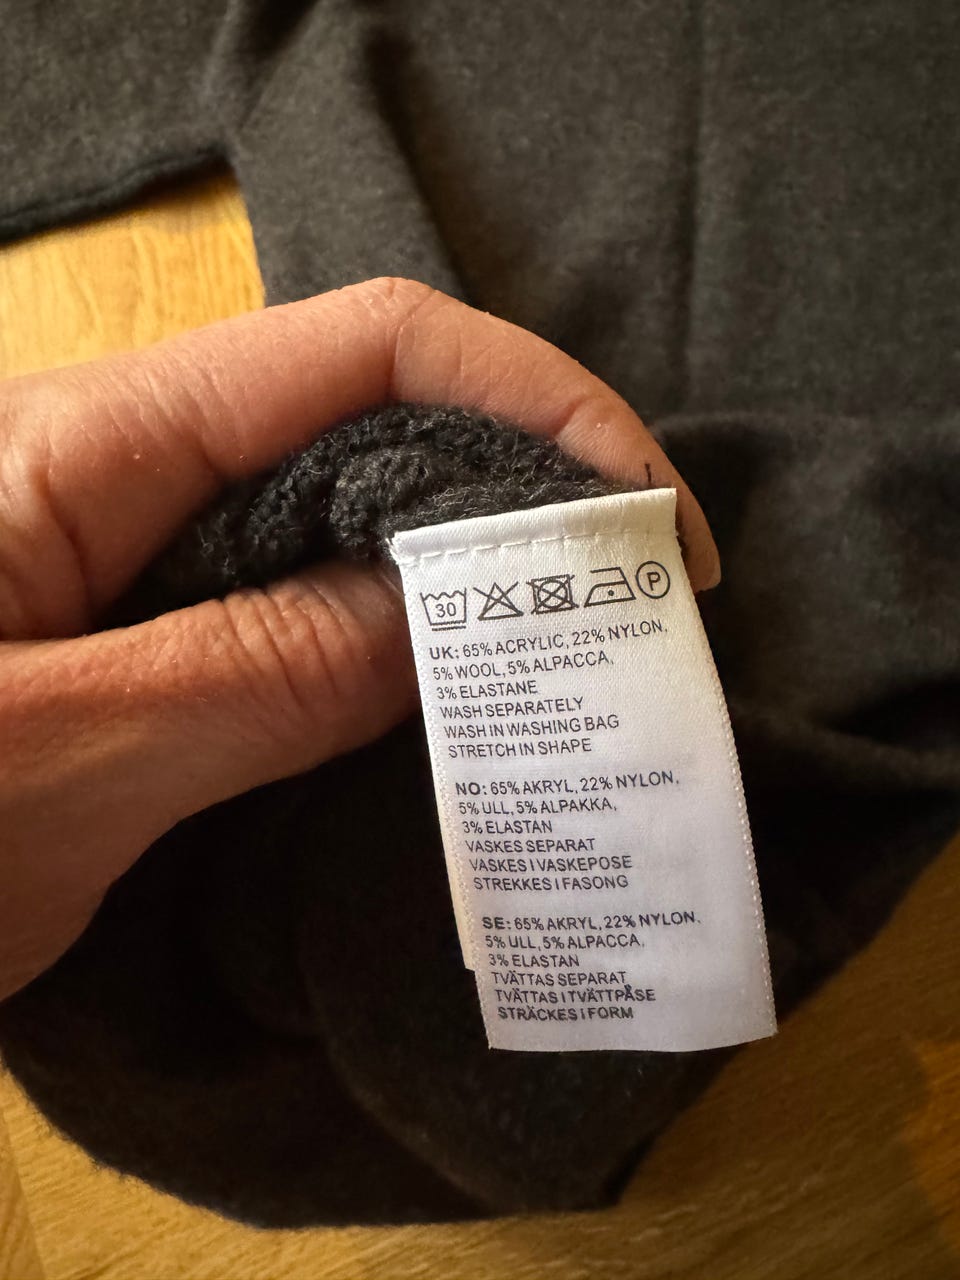 30 P
UK: 65% ACRYLIC, 22% NYLON,
5% WOOL, 5% ALPACCA,
3% ELASTANE
WASH SEPARATELY
WASH IN WASHING BAG
STRETCH IN SHAPE
NO: 65% AKRYL, 22% NYLON,
5% ULL, 5% ALPAKKA,
3% ELASTAN
VASKES SEPARAT
VASKES I VASKEPOSE
STREKKES I FASONG
SE: 65% AKRYL, 22% NYLON,
5% ULL, 5% ALPACCA,
3% ELASTAN
TVÄTTAS SEPARAT
TVÄTTAS I TVÄTTPÅSE
STRÄCKES I FORM